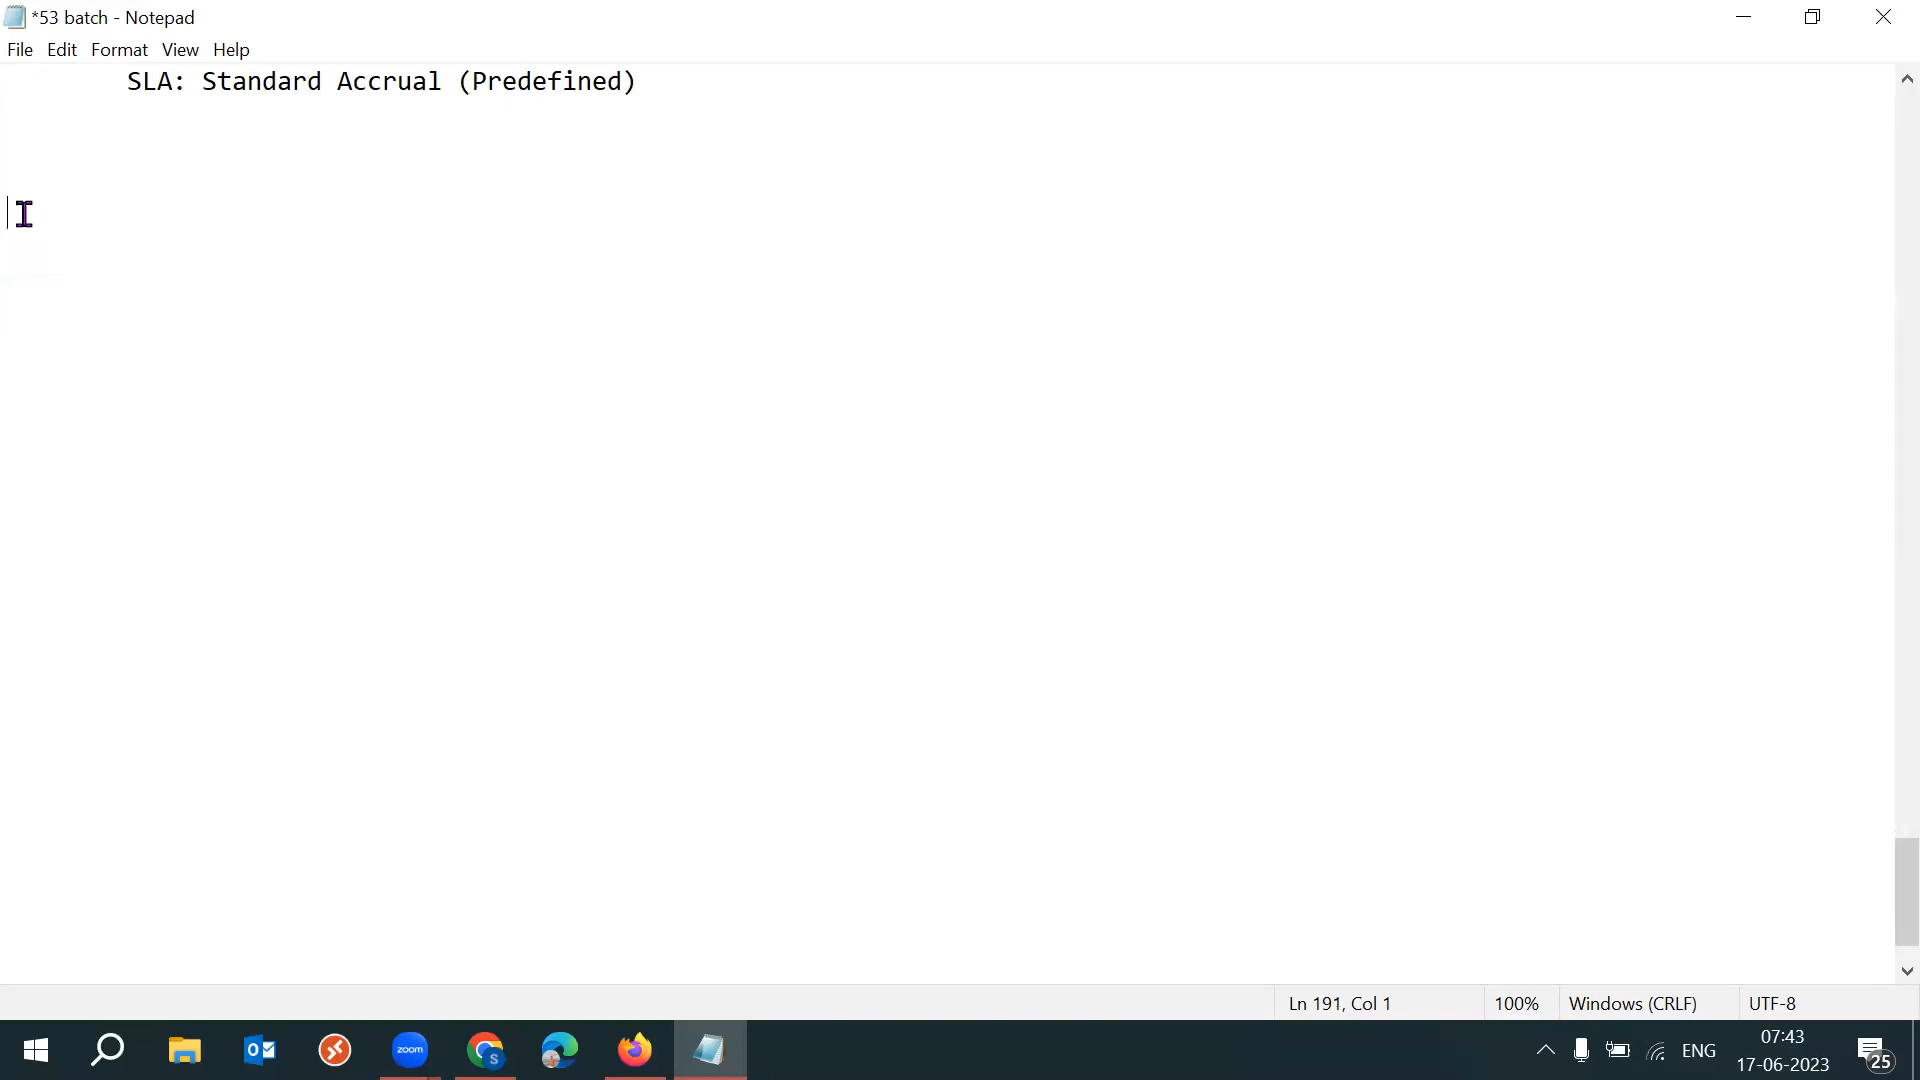 *53 batch - Notepad
File Edit Format View Help
SLA: Standard Accrual (Predefined)
Ln 191, Col 1 100% Windows (CRLF) UTF-8
zoom S ENG 07:43
17-06-2023 25